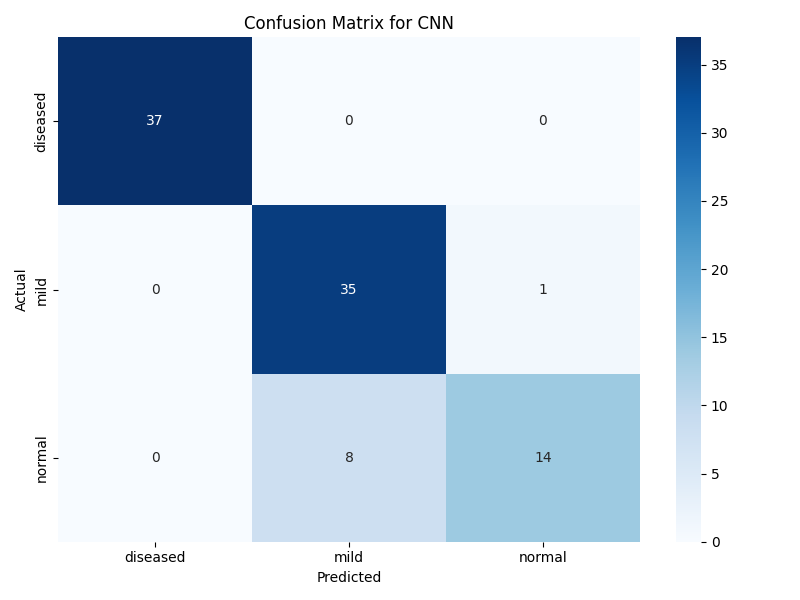 Confusion Matrix for CNN
diseased 37 0 0
Actual
mild 0 35 1
normal 0 8 14
diseased mild normal
Predicted
35
30
25
20
15
10
5
0